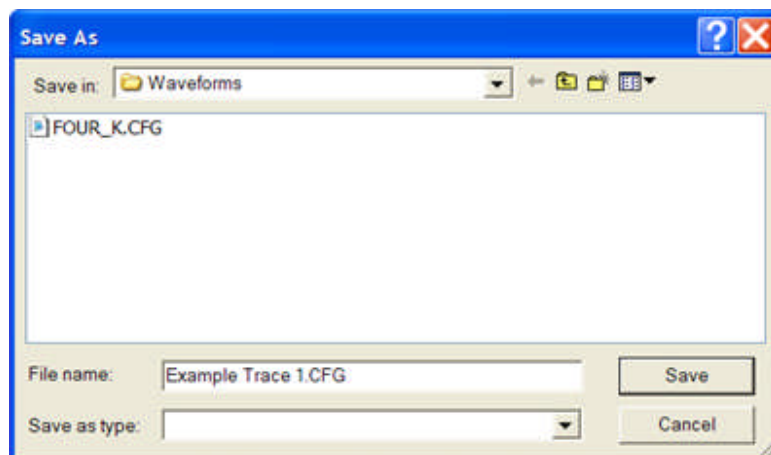 Save As
Save in: Waveforms
FOUR_K.CFG
File name: Example Trace 1.CFG Save
Save as type: Cancel